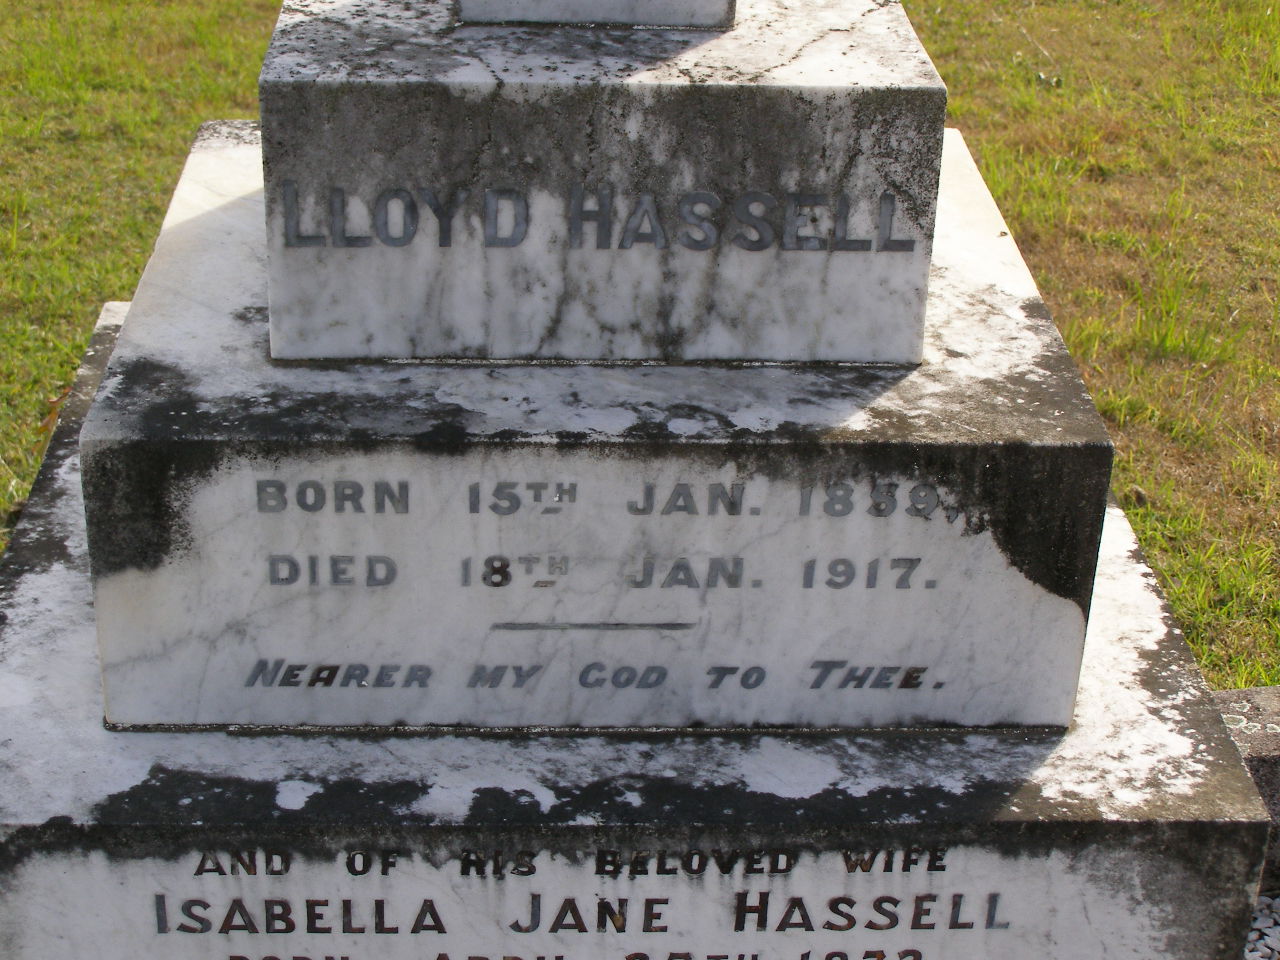 LLOYD HASSELL
BORN 15TH JAN. 1859,
DIED 18TH JAN. 1917.
NEARER MY GOD TO THEE.
AND OF HIS BELOVED WIFE
ISABELLA JANE HASSELL
BORN